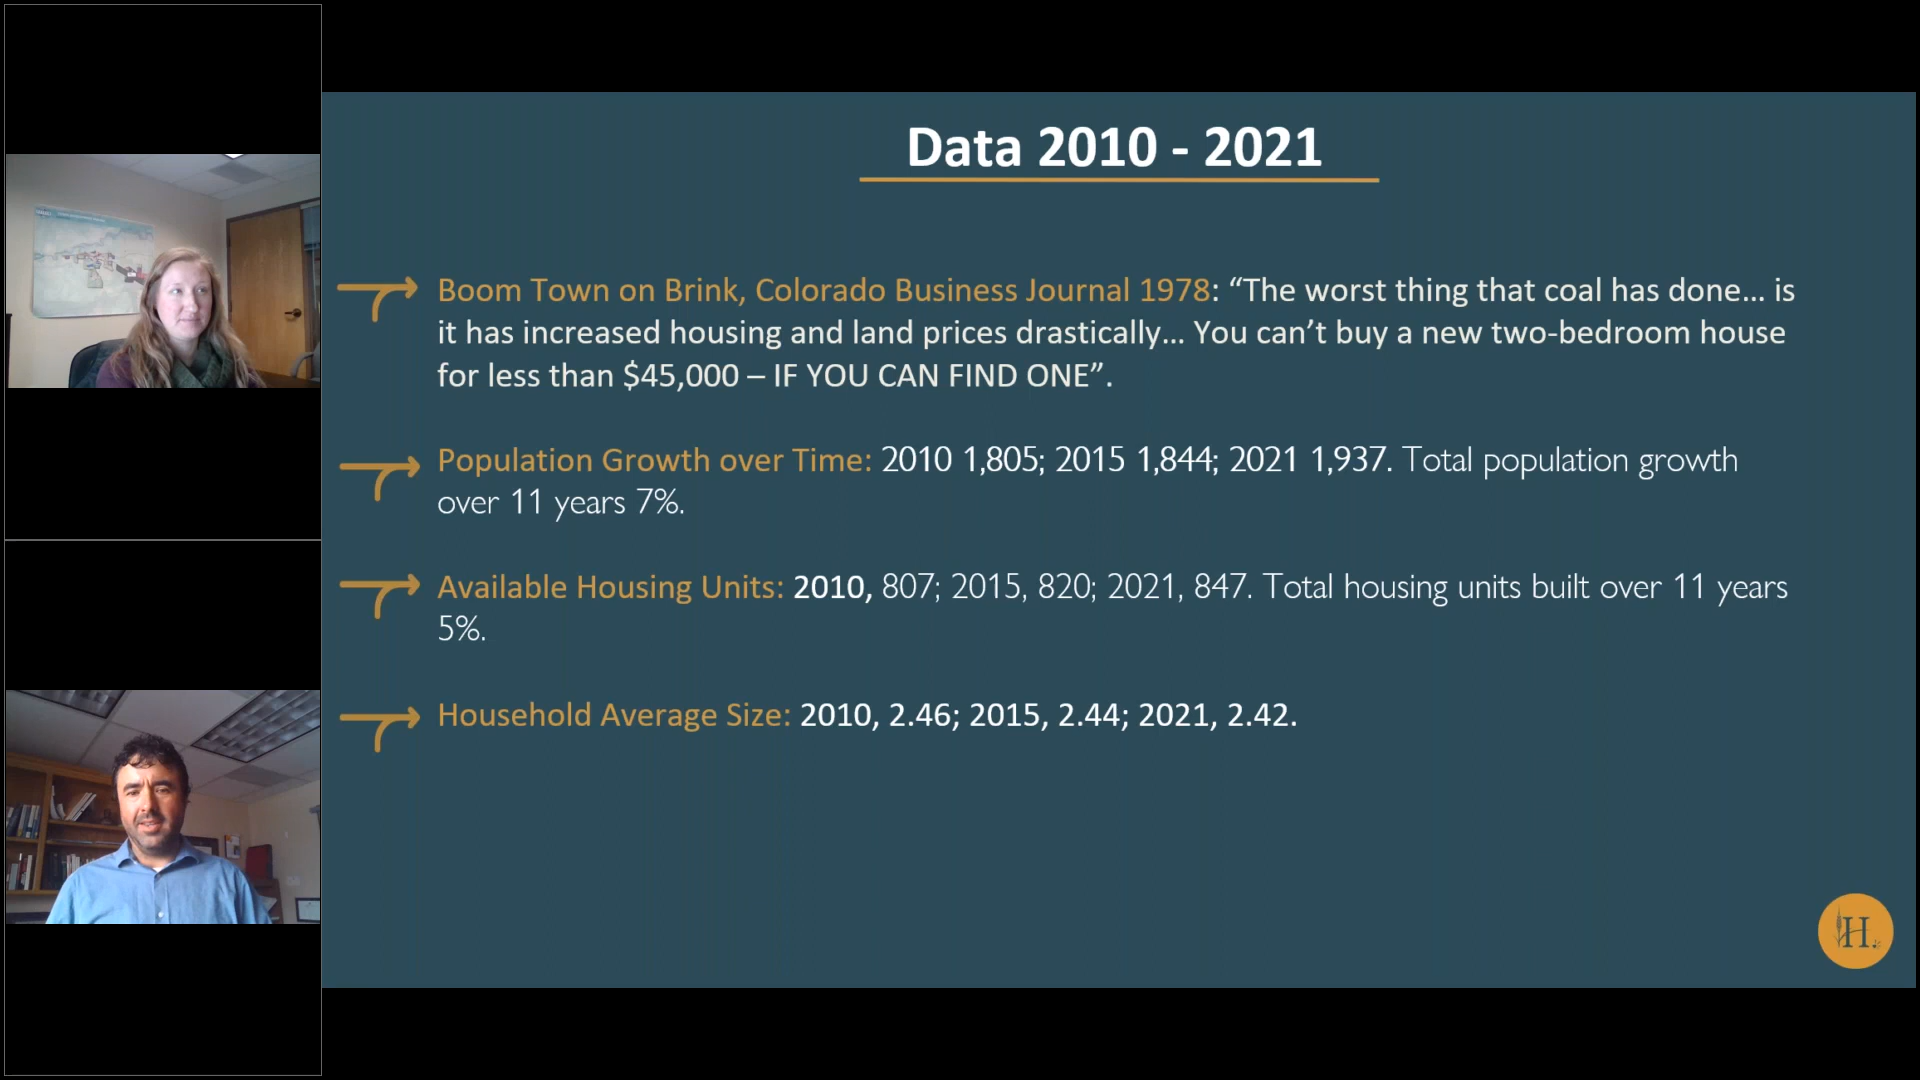 Data 2010 - 2021
Boom Town on Brink, Colorado Business Journal 1978: “The worst thing that coal has done… is
it has increased housing and land prices drastically… You can’t buy a new two-bedroom house
for less than $45,000 – IF YOU CAN FIND ONE”.
Population Growth over Time: 2010 1,805; 2015 1,844; 2021 1,937. Total population growth
over 11 years 7%.
Available Housing Units: 2010, 807; 2015, 820; 2021, 847. Total housing units built over 11 years
5%.
Household Average Size: 2010, 2.46; 2015, 2.44; 2021, 2.42.
H.